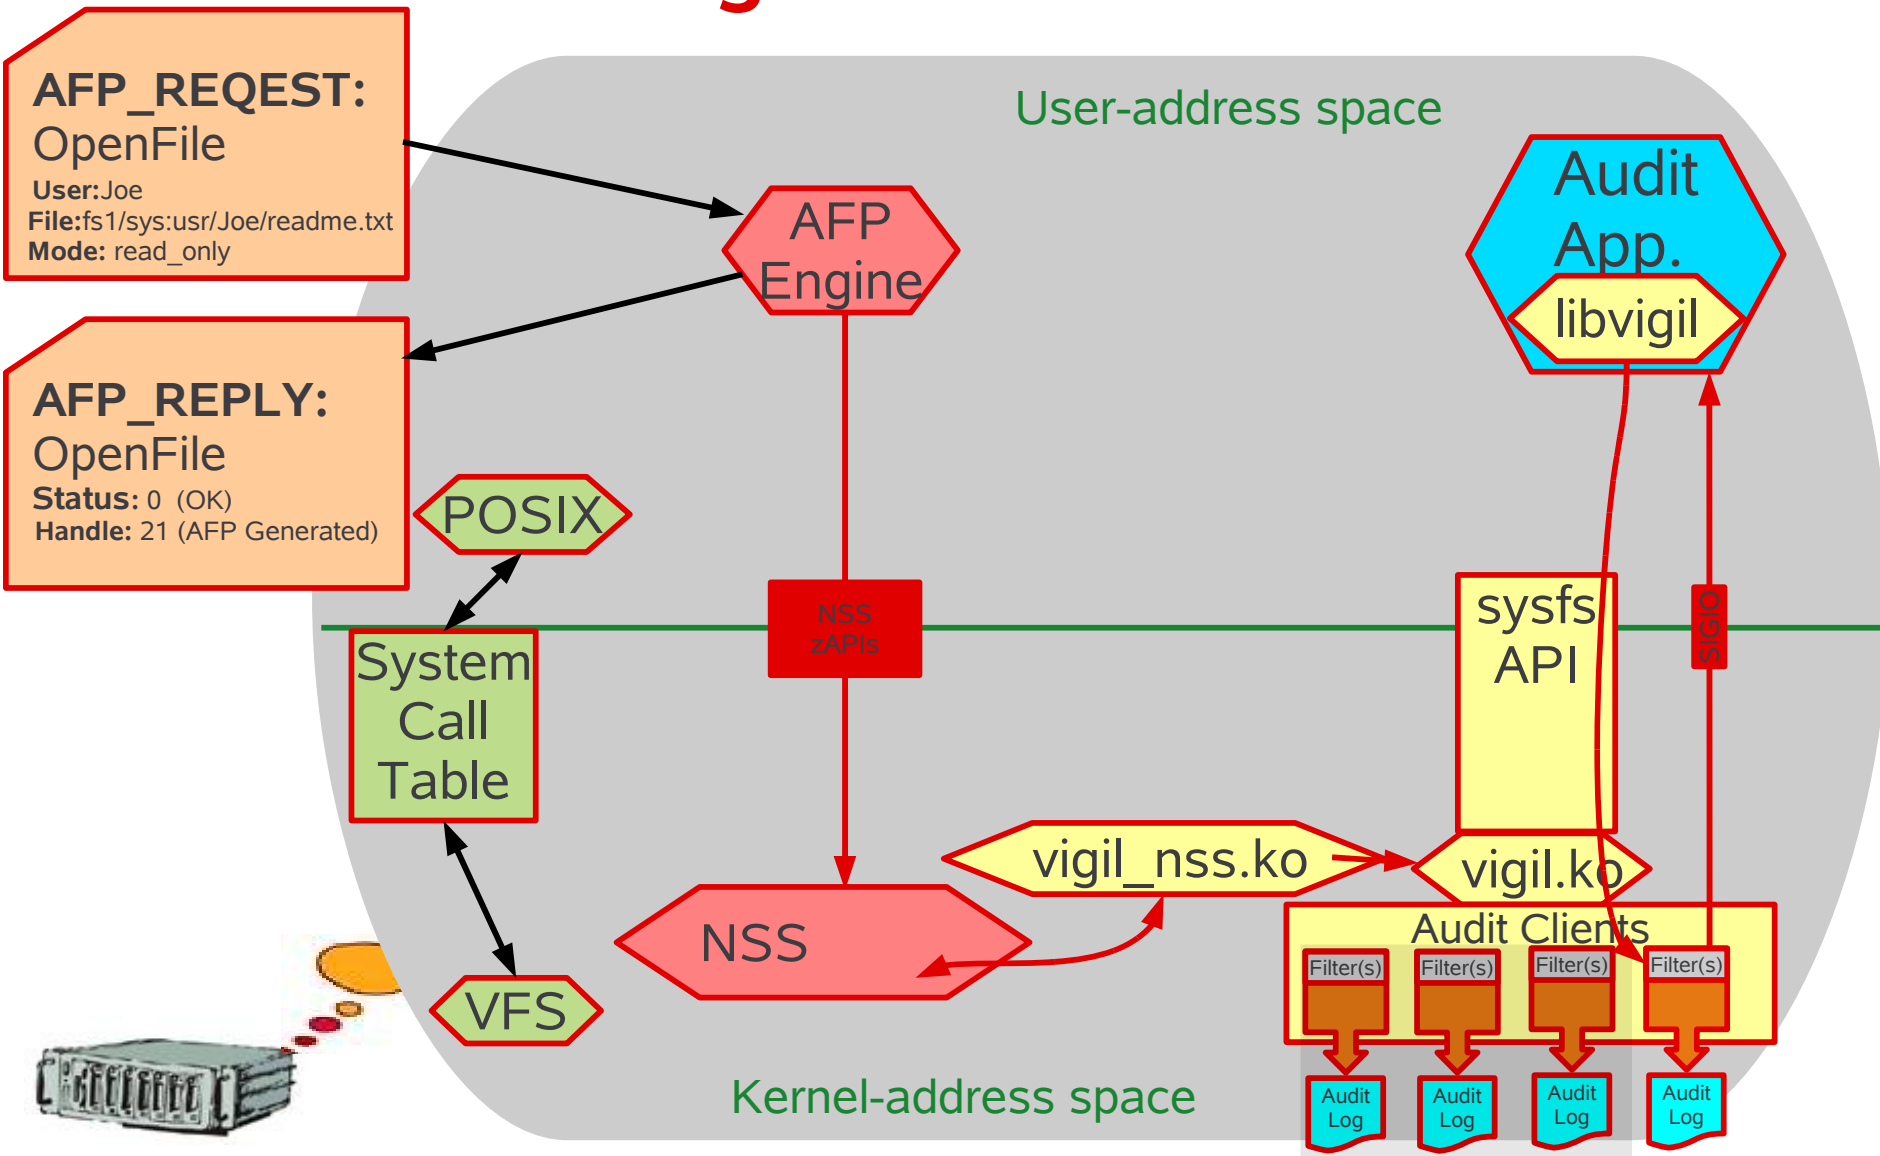 AFP_REQEST:
OpenFile
User:Joe
File:fs1/sys:usr/Joe/readme.txt
Mode: read_only
User-address space
AFP
Engine
Audit
App.
libvigil
AFP_REPLY:
OpenFile
Status: 0 (OK)
Handle: 21 (AFP Generated)
POSIX
NSS
zAPIs
sysfs
API
SIGIO
System
Call
Table
vigil_nss.ko
vigil.ko
NSS
Audit Clients
Filter(s)
Filter(s)
Filter(s)
Filter(s)
VFS
Kernel-address space
Audit
Log
Audit
Log
Audit
Log
Audit
Log